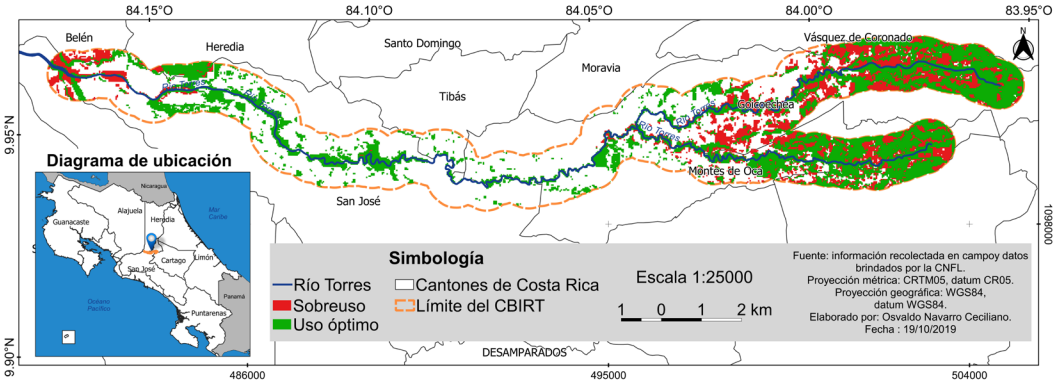 84.15°O
84.10°O
84.05°O
84.00°O
83.95°O
Belén
Heredia
Santo Domingo
Vásquez de Coronado
N
Moravia
Tibás
Río Torres
Río Torres
Goicoechea
Río Torres
9.95°N
Montes de Oca
San José
Diagrama de ubicación
Nicaragua
Alajuela
Heredia
Mar
Caribe
Guanacaste
Limón
Cartago
San José
Panamá
Océano
Pacífico
Puntarenas
1098000
Simbología
Río Torres
Sobreuso
Uso óptimo
Cantones de Costa Rica
Límite del CBIRT
Escala 1:25000
1 0 1 2 km
Fuente: información recolectada en campoy datos
brindados por la CNFL.
Proyección métrica: CRTM05, datum CR05.
Proyección geográfica: WGS84,
datum WGS84.
Elaborado por: Osvaldo Navarro Ceciliano.
Fecha : 19/10/2019
DESAMPARADOS
9.90°N
486000
495000
504000